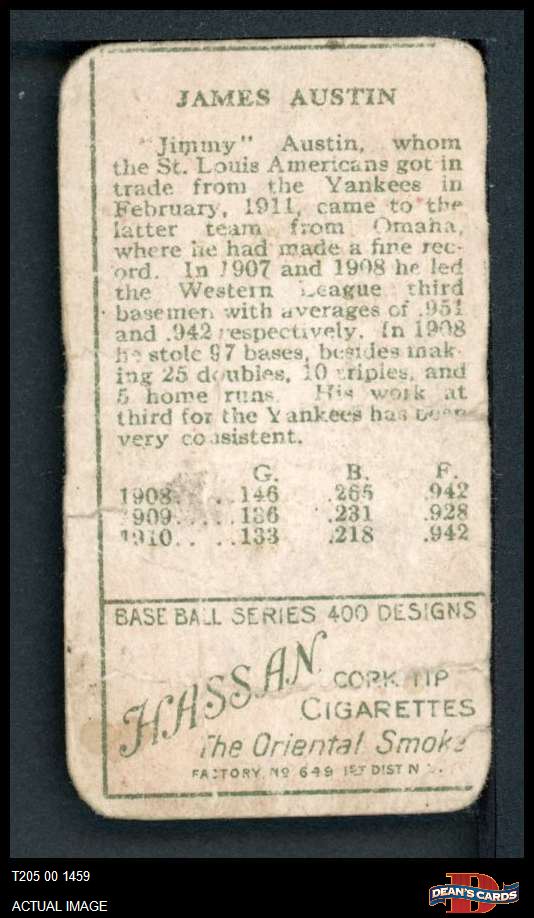 JAMES AUSTIN
"Jimmy" Austin, whom
the St. Louis Americans got in
trade from the Yankees in
February, 1911, came to the
latter team from Omaha,
where he had made a fine rec-
ord. In 1907 and 1908 he led
the Western League third
basemen with averages of .951
and .942 respectively. In 1908
he stole 97 bases, besides mak-
ing 25 doubles, 10 triples, and
5 home runs. His work at
third for the Yankees has been
very consistent.
G. B. F.
1908.....146 .265 .942
1909.....136 .231 .928
1910.....133 .218 .942
BASE BALL SERIES 400 DESIGNS
HASSAN
CORK TIP
CIGARETTES
The Oriental Smoke
FACTORY NO 649 1ST DIST N
T205 00 1459
ACTUAL IMAGE
D
DEAN'S CARDS